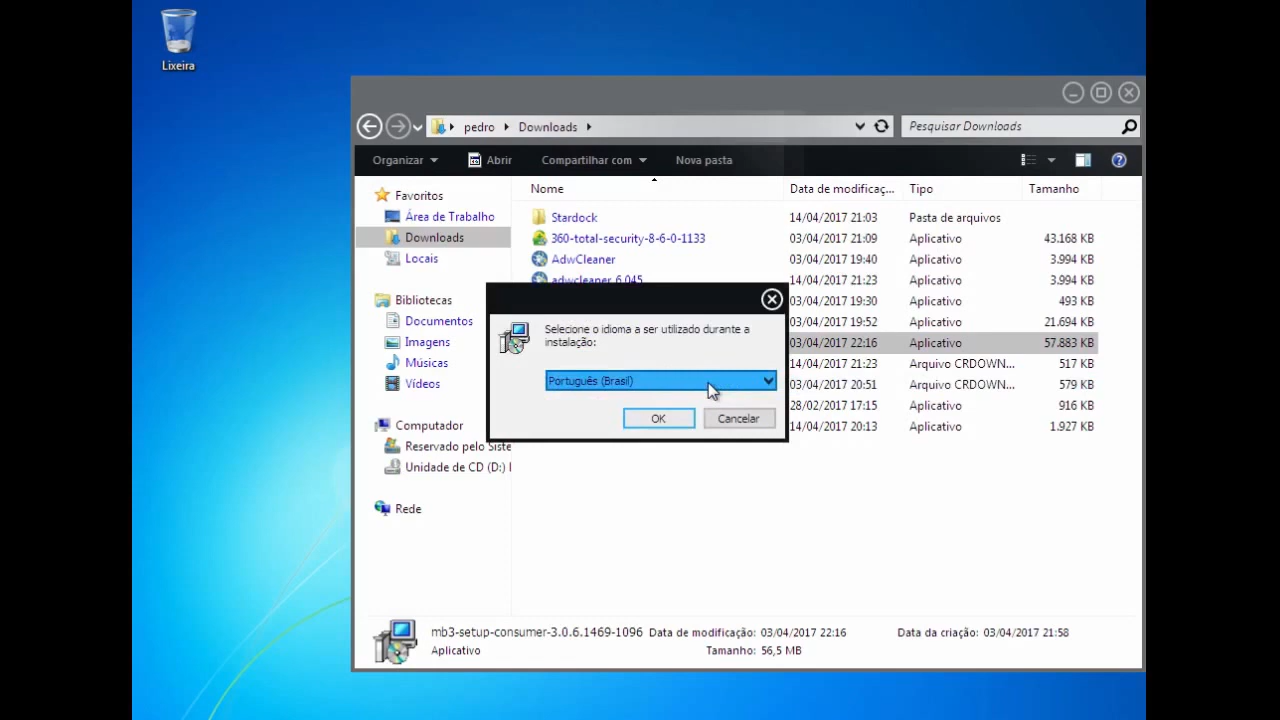 Lixeira
pedro Downloads
Pesquisar Downloads
Organizar Abrir Compartilhar com Nova pasta
Favoritos
Área de Trabalho
Downloads
Locais
Bibliotecas
Documentos
Imagens
Músicas
Vídeos
Computador
Reservado pelo Siste
Unidade de CD (D:)
Rede
Nome Data de modificaç... Tipo Tamanho
Stardock 14/04/2017 21:03 Pasta de arquivos
360-total-security-8-6-0-1133 03/04/2017 21:09 Aplicativo 43.168 KB
AdwCleaner 03/04/2017 19:40 Aplicativo 3.994 KB
adwcleaner_6.045 14/04/2017 21:23 Aplicativo 3.994 KB
03/04/2017 19:30 Aplicativo 493 KB
03/04/2017 19:52 Aplicativo 21.694 KB
03/04/2017 22:16 Aplicativo 57.883 KB
14/04/2017 21:23 Arquivo CRDOWN... 517 KB
03/04/2017 20:51 Arquivo CRDOWN... 579 KB
28/02/2017 17:15 Aplicativo 916 KB
14/04/2017 20:13 Aplicativo 1.927 KB
Selecione o idioma a ser utilizado durante a
instalação:
Português (Brasil)
OK Cancelar
mb3-setup-consumer-3.0.6.1469-1096 Data de modificação: 03/04/2017 22:16 Data da criação: 03/04/2017 21:58
Aplicativo Tamanho: 56,5 MB